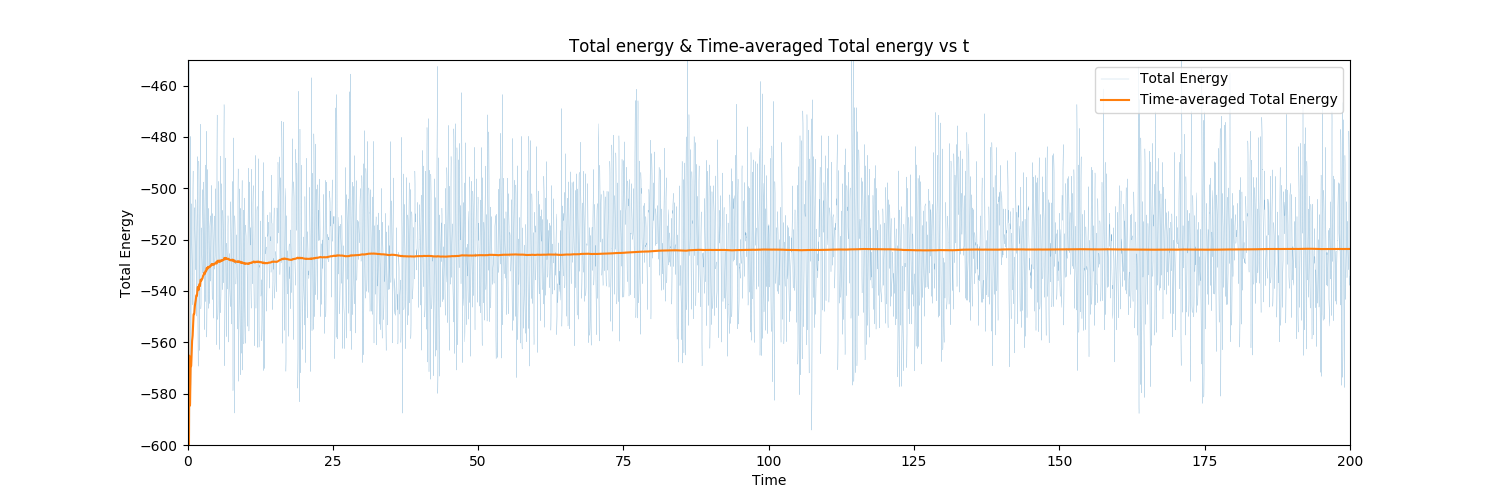 Total energy & Time-averaged Total energy vs t
Total Energy
Time-averaged Total Energy
Total Energy
−460
−480
−500
−520
−540
−560
−580
−600
0 25 50 75 100 125 150 175 200
Time